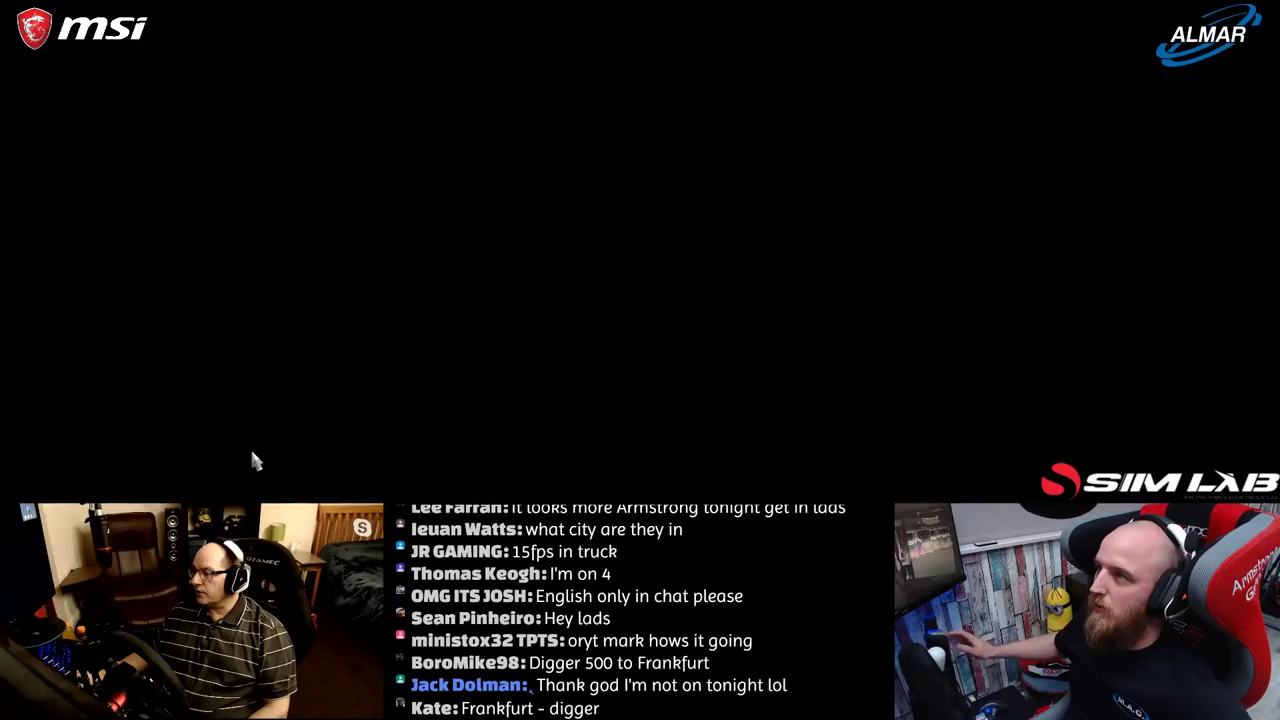 msi
ALMAR
SIM LAB
Lee Farran: it looks more Armstrong tonight get in lads
Ieuan Watts: what city are they in
JR GAMING: 15fps in truck
Thomas Keogh: I'm on 4
OMG ITS JOSH: English only in chat please
Sean Pinheiro: Hey lads
ministox32 TPTS: oryt mark hows it going
BoroMike98: Digger 500 to Frankfurt
Jack Dolman: Thank god I'm not on tonight lol
Kate: Frankfurt - digger
Armstrong
M.A.G